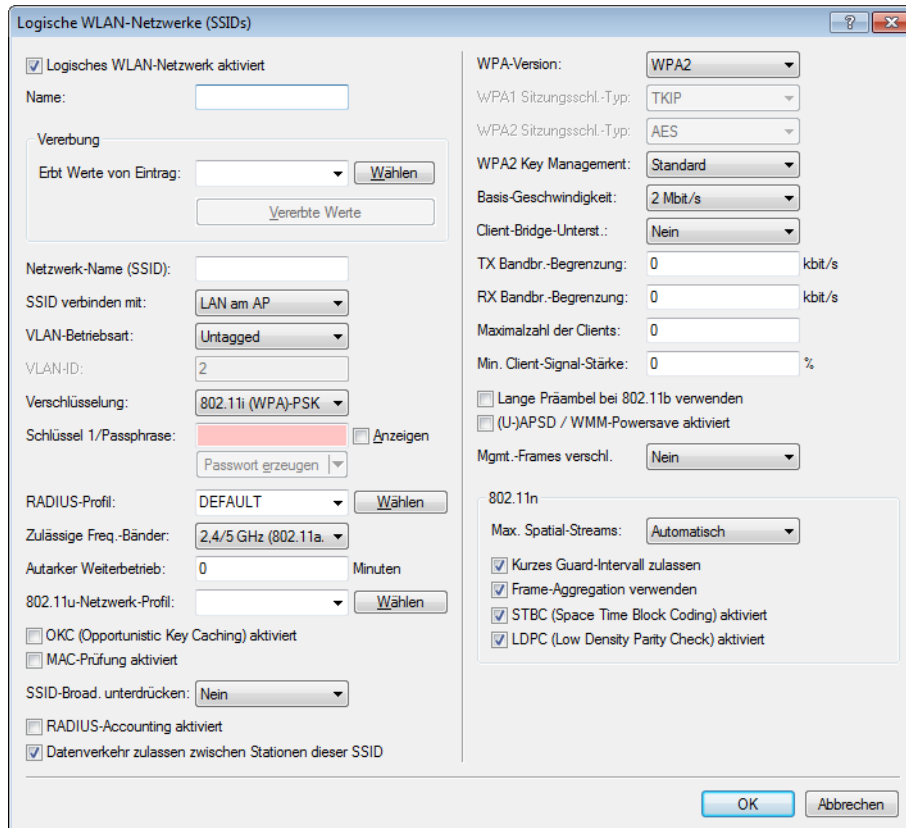 Logische WLAN-Netzwerke (SSIDs)
Logisches WLAN-Netzwerk aktiviert
Name:
Vererbung
Erbt Werte von Eintrag:
Wählen
Vererbte Werte
Netzwerk-Name (SSID):
SSID verbinden mit: LAN am AP
VLAN-Betriebsart: Untagged
VLAN-ID: 2
Verschlüsselung: 802.11i (WPA)-PSK
Schlüssel 1/Passphrase: Anzeigen
Passwort erzeugen
RADIUS-Profil: DEFAULT Wählen
Zulässige Freq.-Bänder: 2,4/5 GHz (802.11a.
Autarker Weiterbetrieb: 0 Minuten
802.11u-Netzwerk-Profil: Wählen
OKC (Opportunistic Key Caching) aktiviert
MAC-Prüfung aktiviert
SSID-Broad. unterdrücken: Nein
RADIUS-Accounting aktiviert
Datenverkehr zulassen zwischen Stationen dieser SSID
WPA-Version: WPA2
WPA1 Sitzungsschl.-Typ: TKIP
WPA2 Sitzungsschl.-Typ: AES
WPA2 Key Management: Standard
Basis-Geschwindigkeit: 2 Mbit/s
Client-Bridge-Unterst.: Nein
TX Bandbr.-Begrenzung: 0 kbit/s
RX Bandbr.-Begrenzung: 0 kbit/s
Maximalzahl der Clients: 0
Min. Client-Signal-Stärke: 0 %
Lange Präambel bei 802.11b verwenden
(U-)APSD / WMM-Powersave aktiviert
Mgmt.-Frames verschl. Nein
802.11n
Max. Spatial-Streams: Automatisch
Kurzes Guard-Intervall zulassen
Frame-Aggregation verwenden
STBC (Space Time Block Coding) aktiviert
LDPC (Low Density Parity Check) aktiviert
OK Abbrechen